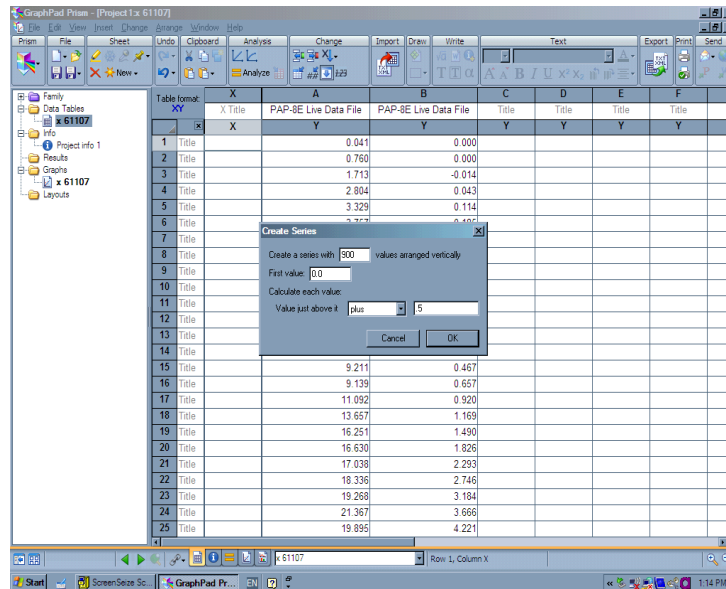 GraphPad Prism - [Project1:x 61107]
File Edit View Insert Change Arrange Window Help
Prism File Sheet Undo Clipboard Analysis Change Import Draw Write Text Export Print Send
New Analyze 123 TXT XML T A A B I U X² X₂ TXT XML
Family
Data Tables
x 61107
Info
Project info 1
Results
Graphs
x 61107
Layouts
Table format: XY X A B C D E F
X Title PAP-8E Live Data File PAP-8E Live Data File Title Title Title Title
X Y Y Y Y Y Y
1 Title 0.041 0.000
2 Title 0.760 0.000
3 Title 1.713 -0.014
4 Title 2.804 0.043
5 Title 3.329 0.114
6 Title
7 Title
8 Title
9 Title
10 Title
11 Title
12 Title
13 Title
14 Title
15 Title 9.211 0.467
16 Title 9.139 0.657
17 Title 11.092 0.920
18 Title 13.657 1.169
19 Title 16.251 1.490
20 Title 16.630 1.826
21 Title 17.038 2.293
22 Title 18.336 2.746
23 Title 19.268 3.184
24 Title 21.367 3.666
25 Title 19.895 4.221
Create Series
Create a series with 900 values arranged vertically
First value: 0.0
Calculate each value:
Value just above it plus .5
Cancel OK
x 61107 Row 1, Column X
Start ScreenSeize Sc... GraphPad Pr... EN 1:14 PM